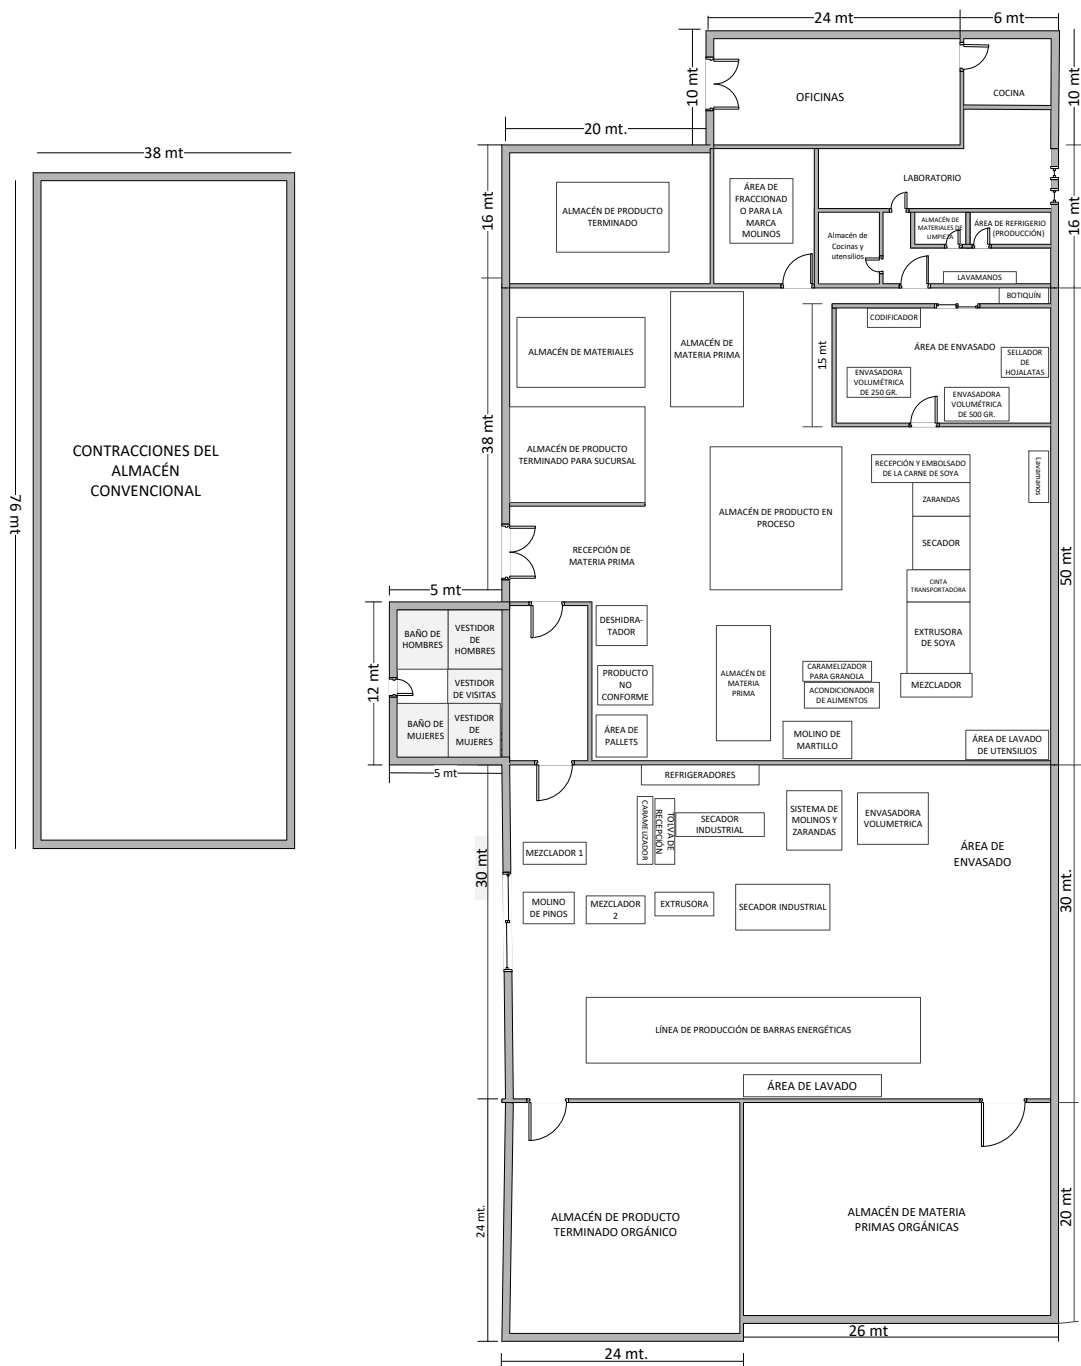 24 mt
6 mt
10 mt
10 mt
OFICINAS
COCINA
20 mt.
38 mt
16 mt
16 mt
ALMACÉN DE PRODUCTO
TERMINADO
ÁREA DE
FRACCIONAD
O PARA LA
MARCA
MOLINOS
LABORATORIO
Almacén de
Cocinas y
utensilios
ALMACÉN DE
MATERIALES DE
LIMPIEZA
ÁREA DE REFRIGERIO
(PRODUCCIÓN)
LAVAMANOS
BOTIQUÍN
CODIFICADOR
ÁREA DE ENVASADO
SELLADOR
DE
HOJALATAS
ENVASADORA
VOLUMÉTRICA
DE 250 GR.
ENVASADORA
VOLUMÉTRICA
DE 500 GR.
15 mt
ALMACÉN DE MATERIALES
ALMACÉN DE
MATERIA PRIMA
38 mt
ALMACÉN DE PRODUCTO
TERMINADO PARA SUCURSAL
CONTRACCIONES DEL
ALMACÉN
CONVENCIONAL
76 mt
RECEPCIÓN Y EMBOLSADO
DE LA CARNE DE SOYA
Lavamanos
ZARANDAS
ALMACÉN DE PRODUCTO EN
PROCESO
SECADOR
RECEPCIÓN DE
MATERIA PRIMA
50 mt
CINTA
TRANSPORTADORA
5 mt
EXTRUSORA
DE SOYA
DESHIDRA-
TADOR
BAÑO DE
HOMBRES
VESTIDOR
DE
HOMBRES
12 mt
VESTIDOR
DE VISITAS
PRODUCTO
NO
CONFORME
ALMACÉN DE
MATERIA
PRIMA
CARAMELIZADOR
PARA GRANOLA
ACONDICIONADOR
DE ALIMENTOS
MEZCLADOR
BAÑO DE
MUJERES
VESTIDOR
DE
MUJERES
ÁREA DE
PALLETS
MOLINO DE
MARTILLO
ÁREA DE LAVADO
DE UTENSILIOS
5 mt
REFRIGERADORES
CARAMELIZADOR
TOLVA DE
RECEPCIÓN
SECADOR
INDUSTRIAL
SISTEMA DE
MOLINOS Y
ZARANDAS
ENVASADORA
VOLUMETRICA
30 mt
MEZCLADOR 1
ÁREA DE
ENVASADO
30 mt.
MOLINO
DE PINOS
MEZCLADOR
2
EXTRUSORA
SECADOR INDUSTRIAL
LÍNEA DE PRODUCCIÓN DE BARRAS ENERGÉTICAS
ÁREA DE LAVADO
24 mt.
ALMACÉN DE PRODUCTO
TERMINADO ORGÁNICO
ALMACÉN DE MATERIA
PRIMAS ORGÁNICAS
20 mt
26 mt
24 mt.